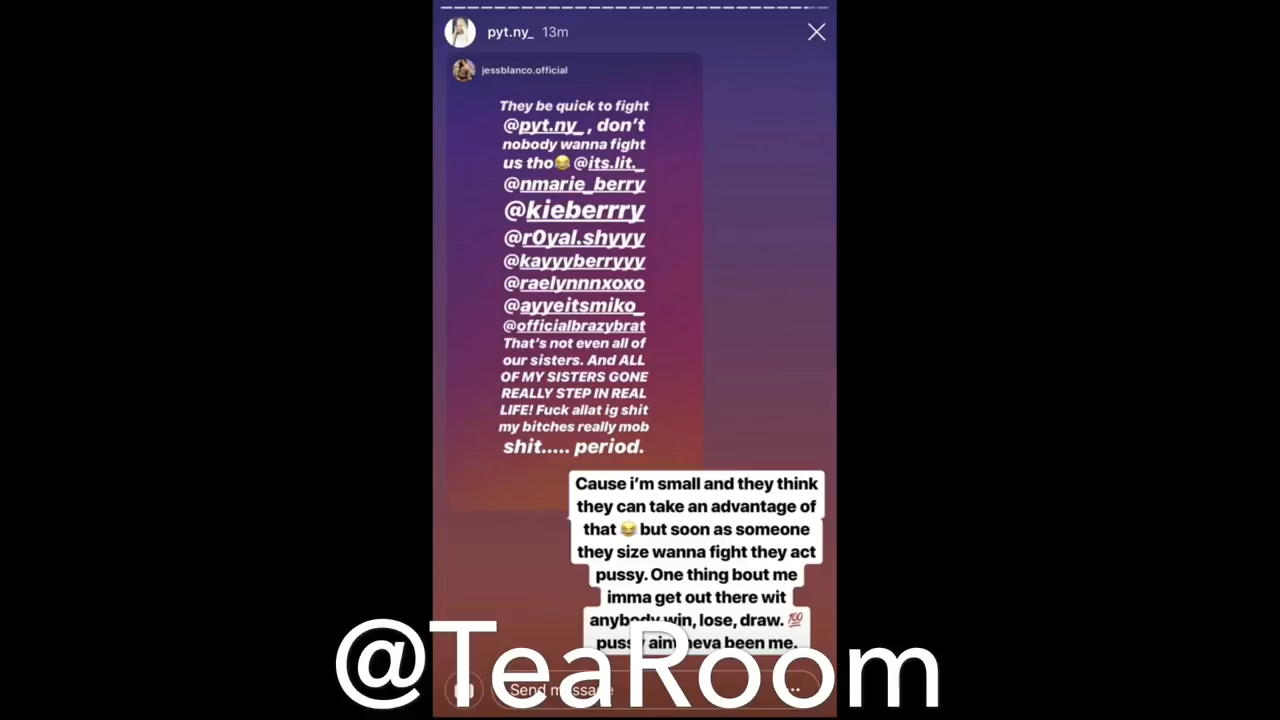 pyt.ny_ 13m
jessblanco.official
They be quick to fight
@pyt.ny_ , don't
nobody wanna fight
us tho😂 @its.lit._
@nmarie_berry
@kieberrry
@r0yal.shyyy
@kayyyberryyy
@raelynnnxoxo
@ayyeitsmiko_
@officialbrazybrat
That's not even all of
our sisters. And ALL
OF MY SISTERS GONE
REALLY STEP IN REAL
LIFE! Fuck allat ig shit
my bitches really mob
shit..... period.
Cause i'm small and they think
they can take an advantage of
that 😂 but soon as someone
they size wanna fight they act
pussy. One thing bout me
imma get out there wit
anybody win, lose, draw. 💯
pussy aint neva been me.
@TeaRoom
Send message